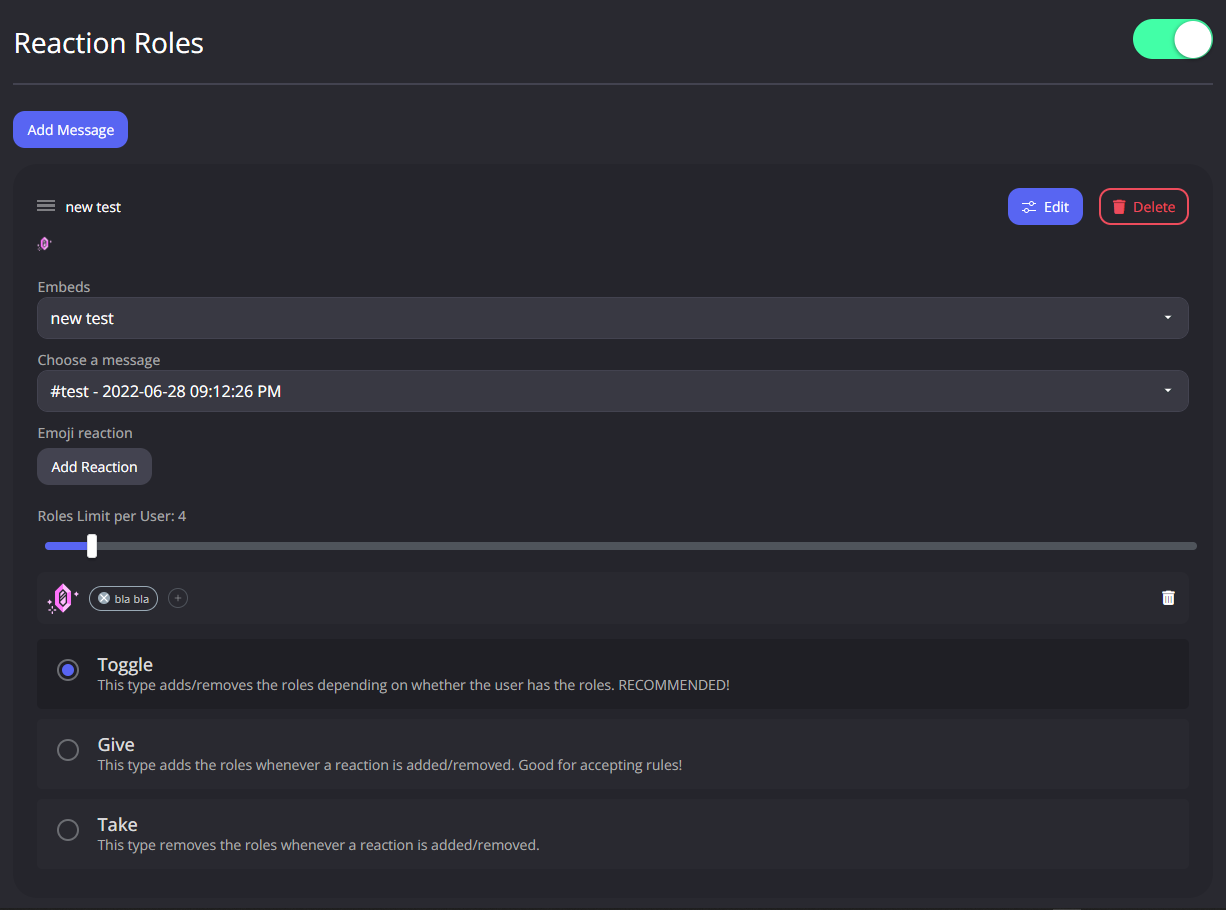 Reaction Roles
Add Message
new test
Edit
Delete
Embeds
new test
Choose a message
#test - 2022-06-28 09:12:26 PM
Emoji reaction
Add Reaction
Roles Limit per User: 4
bla bla
Toggle
This type adds/removes the roles depending on whether the user has the roles. RECOMMENDED!
Give
This type adds the roles whenever a reaction is added/removed. Good for accepting rules!
Take
This type removes the roles whenever a reaction is added/removed.